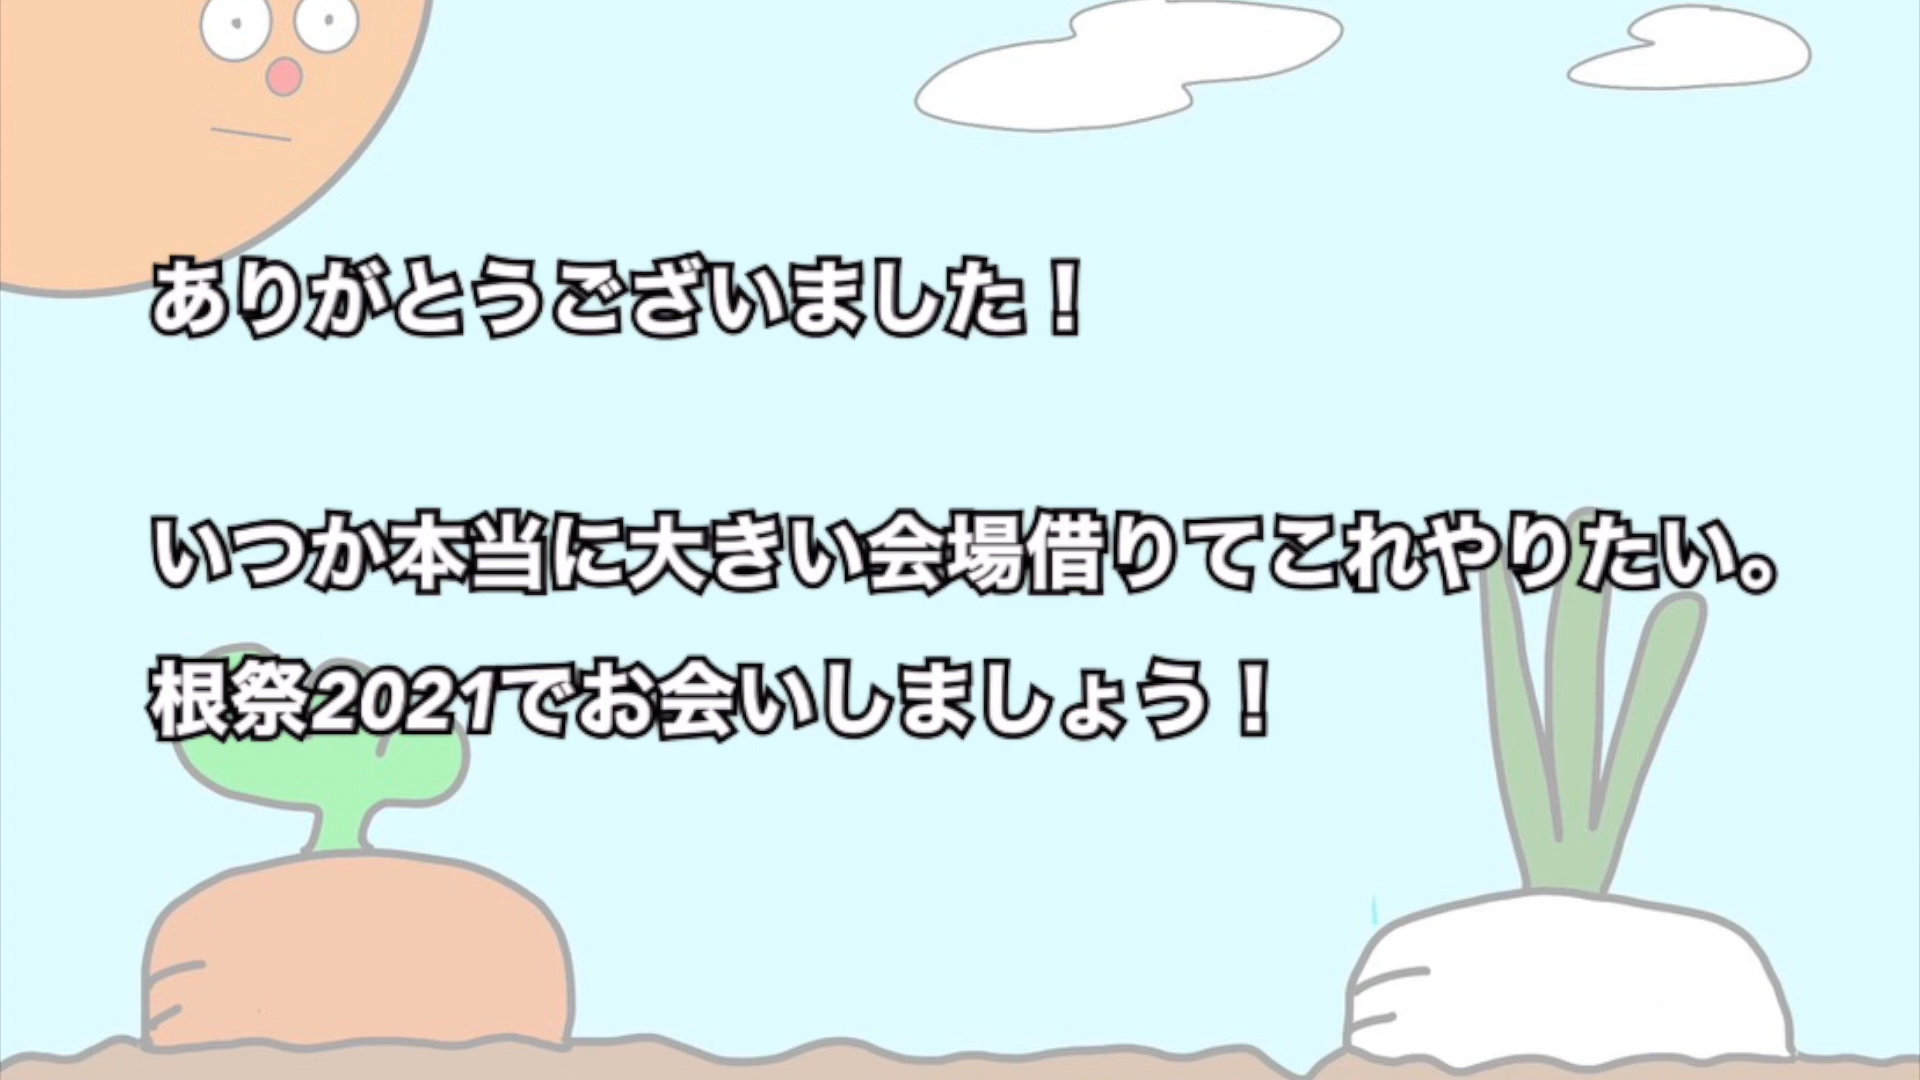 ありがとうございました！
いつか本当に大きい会場借りてこれやりたい。
根祭2021でお会いしましょう！